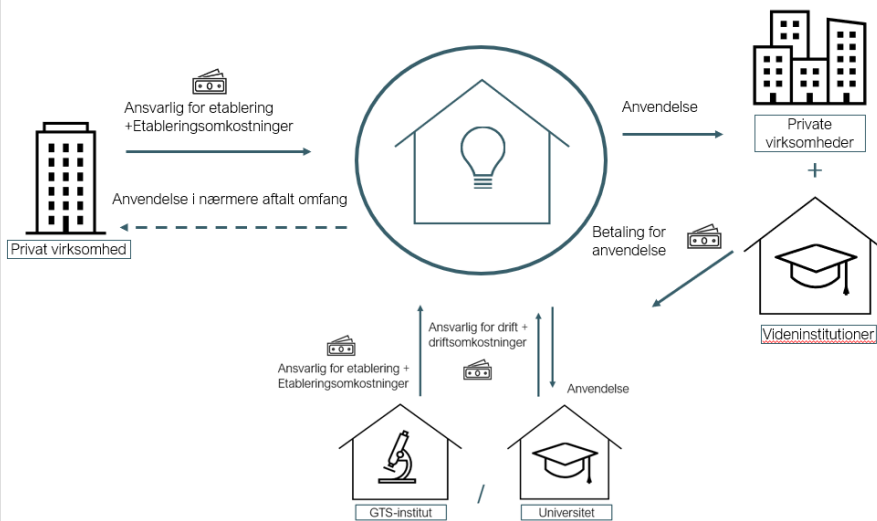 Ansvarlig for etablering
+Etableringsomkostninger
Anvendelse i nærmere aftalt omfang
Privat virksomhed
Anvendelse
Private
virksomheder
+
Betaling for
anvendelse
Videninstitutioner
Ansvarlig for etablering +
Etableringsomkostninger
Ansvarlig for drift +
driftsomkostninger
Anvendelse
GTS-institut
/
Universitet